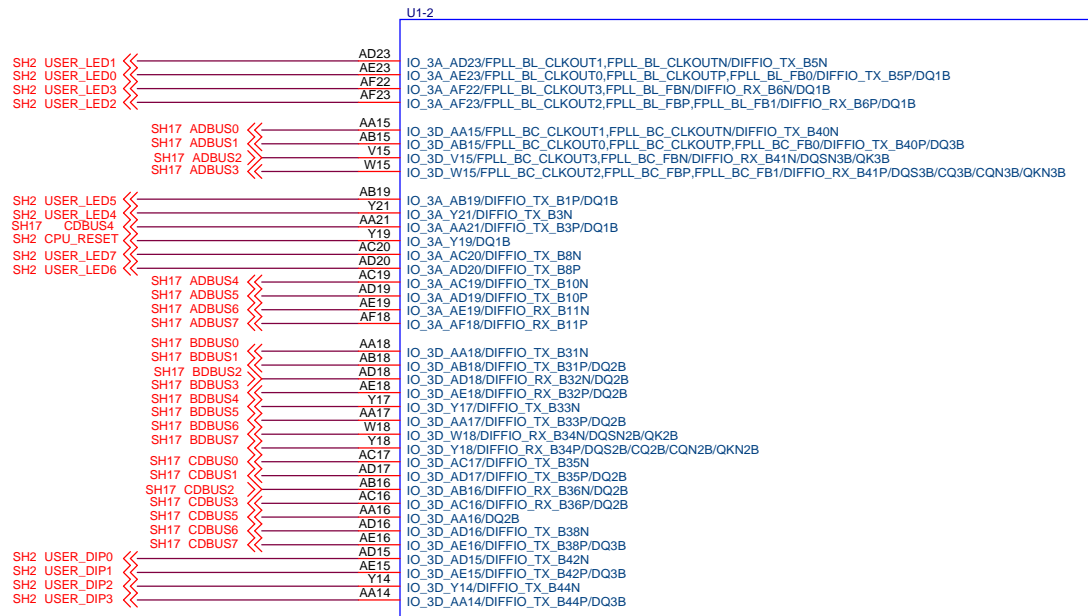 U1-2
SH2 USER_LED1 AD23 IO_3A_AD23/FPLL_BL_CLKOUT1,FPLL_BL_CLKOUTN/DIFFIO_TX_B5N
SH2 USER_LED0 AE23 IO_3A_AE23/FPLL_BL_CLKOUT0,FPLL_BL_CLKOUTP,FPLL_BL_FB0/DIFFIO_TX_B5P/DQ1B
SH2 USER_LED3 AF22 IO_3A_AF22/FPLL_BL_CLKOUT3,FPLL_BL_FBN/DIFFIO_RX_B6N/DQ1B
SH2 USER_LED2 AF23 IO_3A_AF23/FPLL_BL_CLKOUT2,FPLL_BL_FBP,FPLL_BL_FB1/DIFFIO_RX_B6P/DQ1B
SH17 ADBUS0 AA15 IO_3D_AA15/FPLL_BC_CLKOUT1,FPLL_BC_CLKOUTN/DIFFIO_TX_B40N
SH17 ADBUS1 AB15 IO_3D_AB15/FPLL_BC_CLKOUT0,FPLL_BC_CLKOUTP,FPLL_BC_FB0/DIFFIO_TX_B40P/DQ3B
SH17 ADBUS2 V15 IO_3D_V15/FPLL_BC_CLKOUT3,FPLL_BC_FBN/DIFFIO_RX_B41N/DQSN3B/QK3B
SH17 ADBUS3 W15 IO_3D_W15/FPLL_BC_CLKOUT2,FPLL_BC_FBP,FPLL_BC_FB1/DIFFIO_RX_B41P/DQS3B/CQ3B/CQN3B/QKN3B
SH2 USER_LED5 AB19 IO_3A_AB19/DIFFIO_TX_B1P/DQ1B
SH2 USER_LED4 Y21 IO_3A_Y21/DIFFIO_TX_B3N
SH17 CDBUS4 AA21 IO_3A_AA21/DIFFIO_TX_B3P/DQ1B
SH2 CPU_RESET Y19 IO_3A_Y19/DQ1B
SH2 USER_LED7 AC20 IO_3A_AC20/DIFFIO_TX_B8N
SH2 USER_LED6 AD20 IO_3A_AD20/DIFFIO_TX_B8P
SH17 ADBUS4 AC19 IO_3A_AC19/DIFFIO_TX_B10N
SH17 ADBUS5 AD19 IO_3A_AD19/DIFFIO_TX_B10P
SH17 ADBUS6 AE19 IO_3A_AE19/DIFFIO_RX_B11N
SH17 ADBUS7 AF18 IO_3A_AF18/DIFFIO_RX_B11P
SH17 BDBUS0 AA18 IO_3D_AA18/DIFFIO_TX_B31N
SH17 BDBUS1 AB18 IO_3D_AB18/DIFFIO_TX_B31P/DQ2B
SH17 BDBUS2 AD18 IO_3D_AD18/DIFFIO_RX_B32N/DQ2B
SH17 BDBUS3 AE18 IO_3D_AE18/DIFFIO_RX_B32P/DQ2B
SH17 BDBUS4 Y17 IO_3D_Y17/DIFFIO_TX_B33N
SH17 BDBUS5 AA17 IO_3D_AA17/DIFFIO_TX_B33P/DQ2B
SH17 BDBUS6 W18 IO_3D_W18/DIFFIO_RX_B34N/DQSN2B/QK2B
SH17 BDBUS7 Y18 IO_3D_Y18/DIFFIO_RX_B34P/DQS2B/CQ2B/CQN2B/QKN2B
SH17 CDBUS0 AC17 IO_3D_AC17/DIFFIO_TX_B35N
SH17 CDBUS1 AD17 IO_3D_AD17/DIFFIO_TX_B35P/DQ2B
SH17 CDBUS2 AB16 IO_3D_AB16/DIFFIO_RX_B36N/DQ2B
SH17 CDBUS3 AC16 IO_3D_AC16/DIFFIO_RX_B36P/DQ2B
SH17 CDBUS5 AA16 IO_3D_AA16/DQ2B
SH17 CDBUS6 AD16 IO_3D_AD16/DIFFIO_TX_B38N
SH17 CDBUS7 AE16 IO_3D_AE16/DIFFIO_TX_B38P/DQ3B
SH2 USER_DIP0 AD15 IO_3D_AD15/DIFFIO_TX_B42N
SH2 USER_DIP1 AE15 IO_3D_AE15/DIFFIO_TX_B42P/DQ3B
SH2 USER_DIP2 Y14 IO_3D_Y14/DIFFIO_TX_B44N
SH2 USER_DIP3 AA14 IO_3D_AA14/DIFFIO_TX_B44P/DQ3B